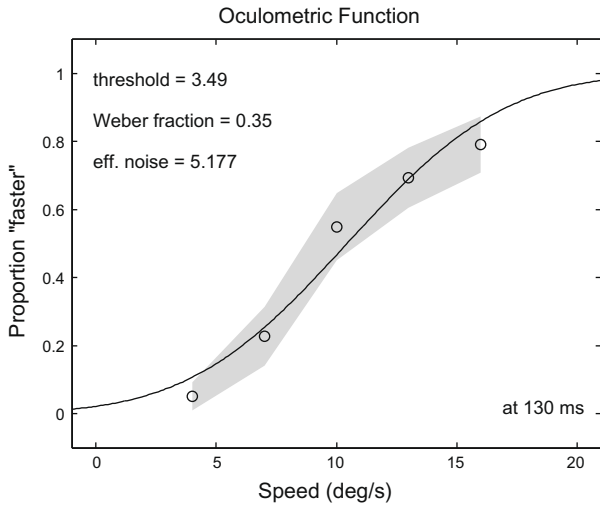 Oculometric Function
threshold = 3.49
Weber fraction = 0.35
eff. noise = 5.177
at 130 ms
Proportion "faster"
1
0.8
0.6
0.4
0.2
0
0 5 10 15 20
Speed (deg/s)